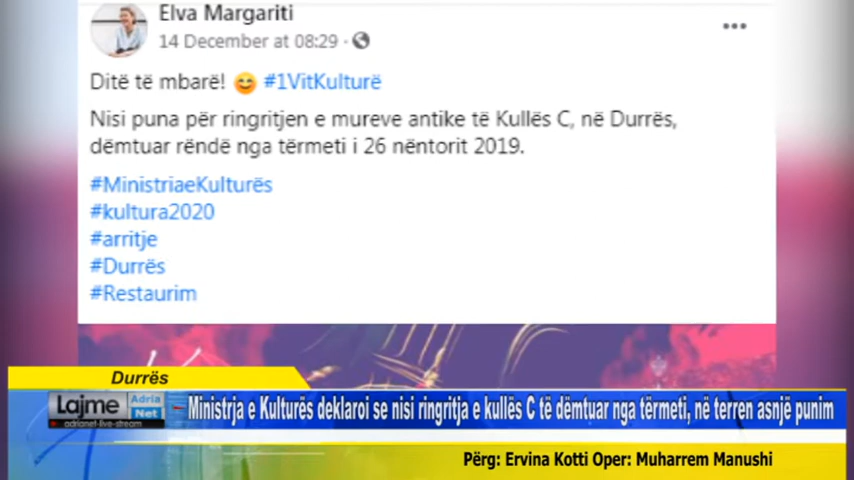 Elva Margariti
14 December at 08:29 ·
Ditë të mbarë! 😊 #1VitKulturë
Nisi puna për ringritjen e mureve antike të Kullës C, në Durrës,
dëmtuar rëndë nga tërmeti i 26 nëntorit 2019.
#MinistriaeKulturës
#kultura2020
#arritje
#Durrës
#Restaurim
Durrës
Lajme Adria Net
adrianet-live-stream
Ministrja e Kulturës deklaroi se nisi ringritja e kullës C të dëmtuar nga tërmeti, në terren asnjë punim
Përg: Ervina Kotti Oper: Muharrem Manushi